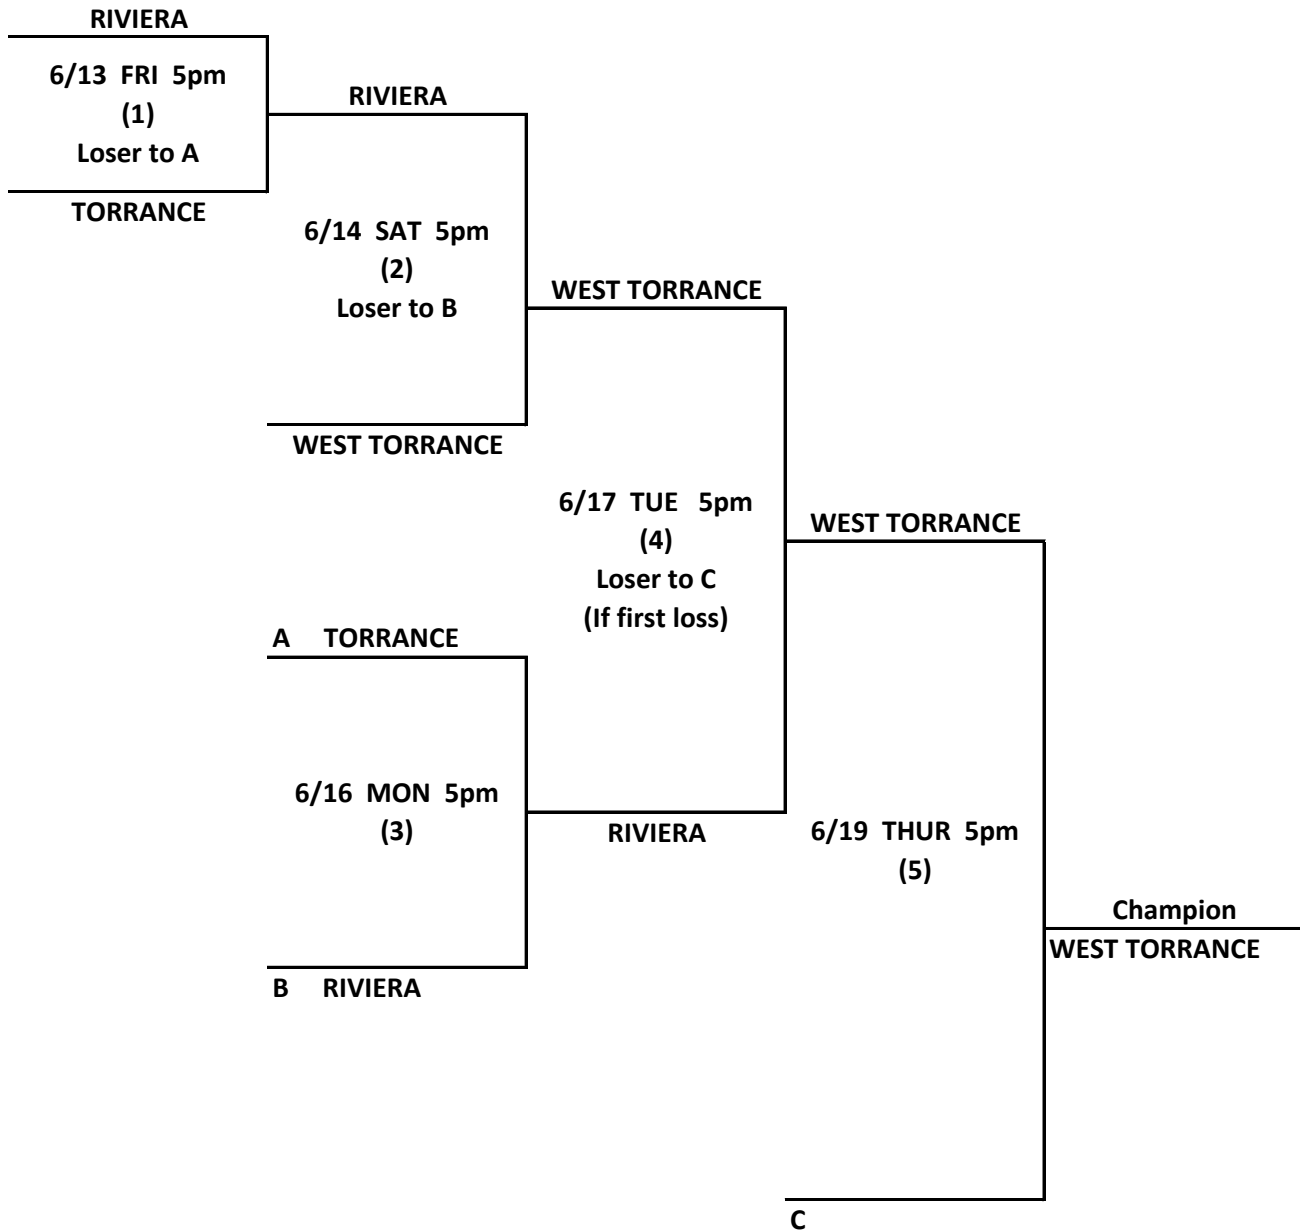 RIVIERA
6/13 FRI 5pm
(1)
Loser to A
TORRANCE
RIVIERA
6/14 SAT 5pm
(2)
Loser to B
WEST TORRANCE
WEST TORRANCE
6/17 TUE 5pm
(4)
Loser to C
(If first loss)
A TORRANCE
6/16 MON 5pm
(3)
B RIVIERA
RIVIERA
WEST TORRANCE
6/19 THUR 5pm
(5)
C
Champion
WEST TORRANCE